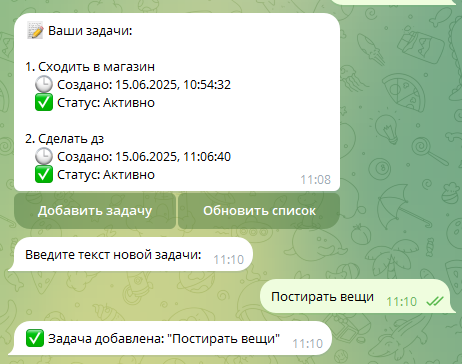 📝 Ваши задачи:
1. Сходить в магазин
🕒 Создано: 15.06.2025, 10:54:32
✅ Статус: Активно
2. Сделать дз
🕒 Создано: 15.06.2025, 11:06:40
✅ Статус: Активно
11:08
Добавить задачу Обновить список
Введите текст новой задачи: 11:10
Постирать вещи 11:10
✅ Задача добавлена: "Постирать вещи" 11:10